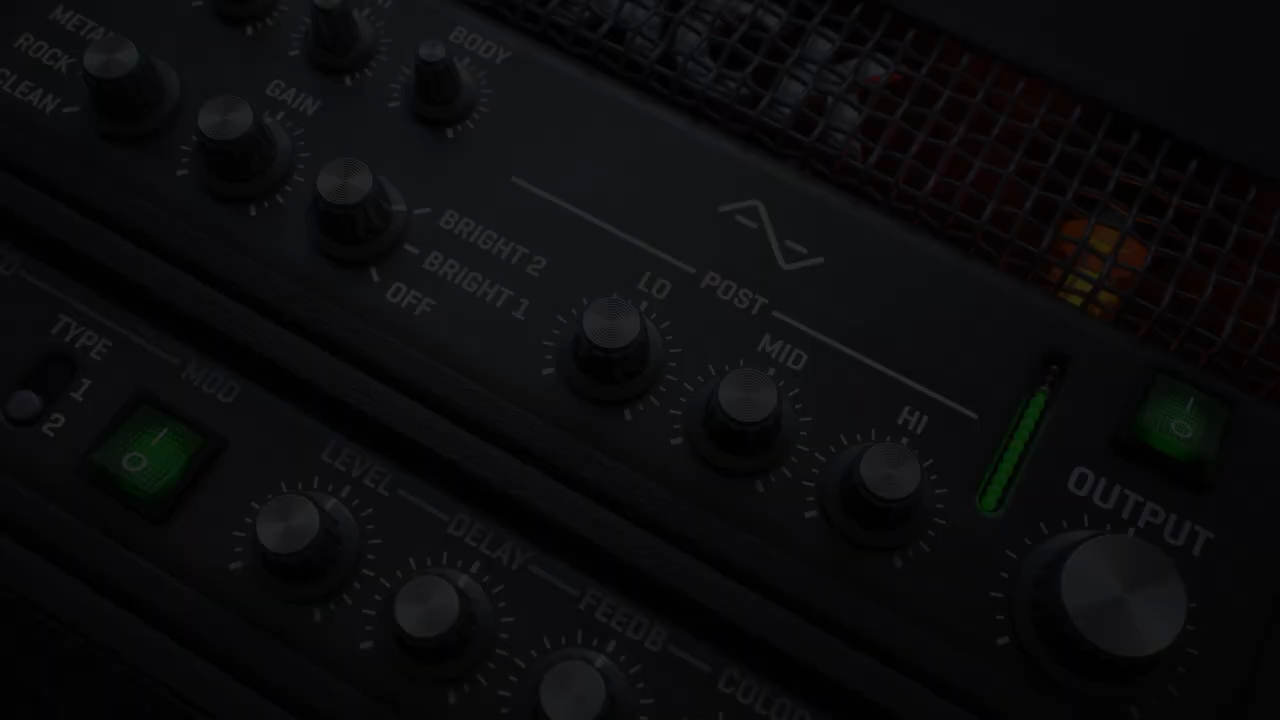 METAL
ROCK
CLEAN
BODY
GAIN
BRIGHT 2
BRIGHT 1
OFF
LO
POST
MID
HI
OUTPUT
TYPE
1
2
MOD
LEVEL
DELAY
FEEDB
COLOR